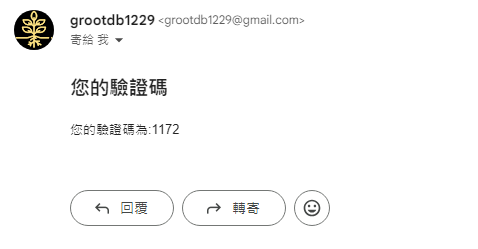 grootdb1229 <grootdb1229@gmail.com>
寄給 我
您的驗證碼
您的驗證碼為:1172
回覆
轉寄